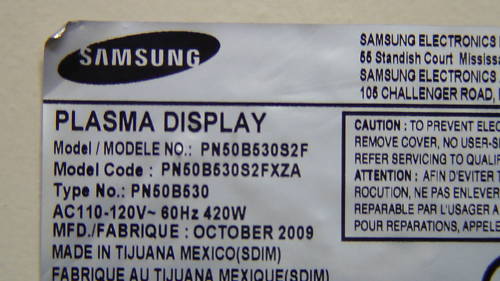 SAMSUNG
SAMSUNG ELECTRONICS
55 Standish Court
SAMSUNG ELECTRONICS
105 CHALLENGER ROAD,
PLASMA DISPLAY
Model / MODELE NO.: PN50B530S2F
Model Code : PN50B530S2FXZA
Type No.: PN50B530
AC110-120V~ 60Hz 420W
MFD./FABRIQUE : OCTOBER 2009
MADE IN TIJUANA MEXICO(SDIM)
FABRIQUE AU TIJUANA MEXIQUE(SDIM)
CAUTION : TO PREVENT ELEC
REMOVE COVER, NO USER-S
REFER SERVICING TO QUALIF
ATTENTION : AFIN D'EVITER
ROCUTION, NE PAS ENLEVER
REPARABLE PAR L'USAGER A
POUR REPARATIONS, APPELE